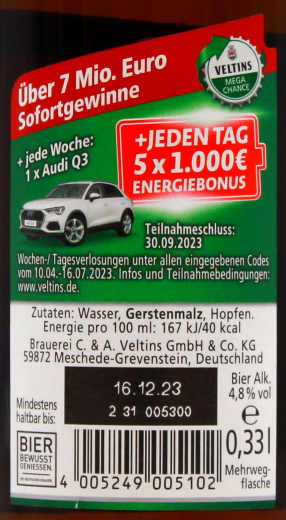 Über 7 Mio. Euro
Sofortgewinne
VELTINS
MEGA
CHANCE
+ jede Woche:
1 x Audi Q3
+JEDEN TAG
5 x 1.000€
ENERGIEBONUS
Teilnahmeschluss:
30.09.2023
Wochen-/ Tagesverlosungen unter allen eingegebenen Codes
vom 10.04.-16.07.2023. Infos und Teilnahmebedingungen:
www.veltins.de.
Zutaten: Wasser, Gerstenmalz, Hopfen.
Energie pro 100 ml: 167 kJ/40 kcal
Brauerei C. & A. Veltins GmbH & Co. KG
59872 Meschede-Grevenstein, Deutschland
Mindestens
haltbar bis:
16.12.23
2 31 005300
Bier Alk.
4,8% vol
e
0,33l
Mehrweg-
flasche
BIER
BEWUSST
GENIESSEN.
4 005249 005102